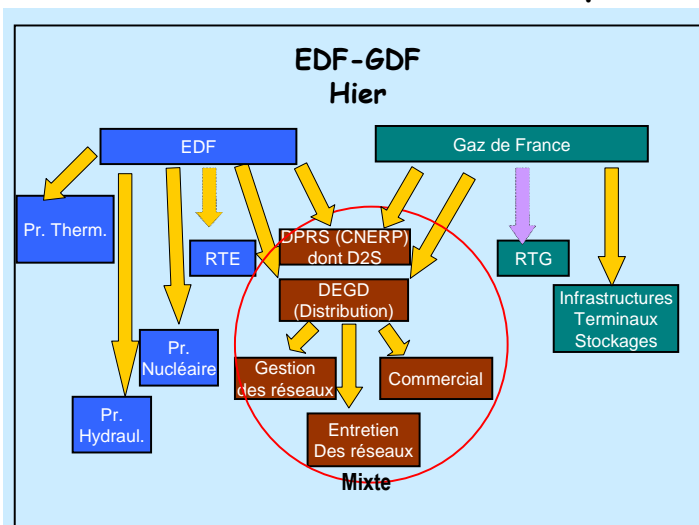 EDF-GDF
Hier
EDF
Gaz de France
Pr. Therm.
RTE
DPRS (CNERP)
dont D2S
RTG
DEGD
(Distribution)
Infrastructures
Terminaux
Stockages
Pr.
Nucléaire
Gestion
des réseaux
Commercial
Pr.
Hydraul.
Entretien
Des réseaux
Mixte